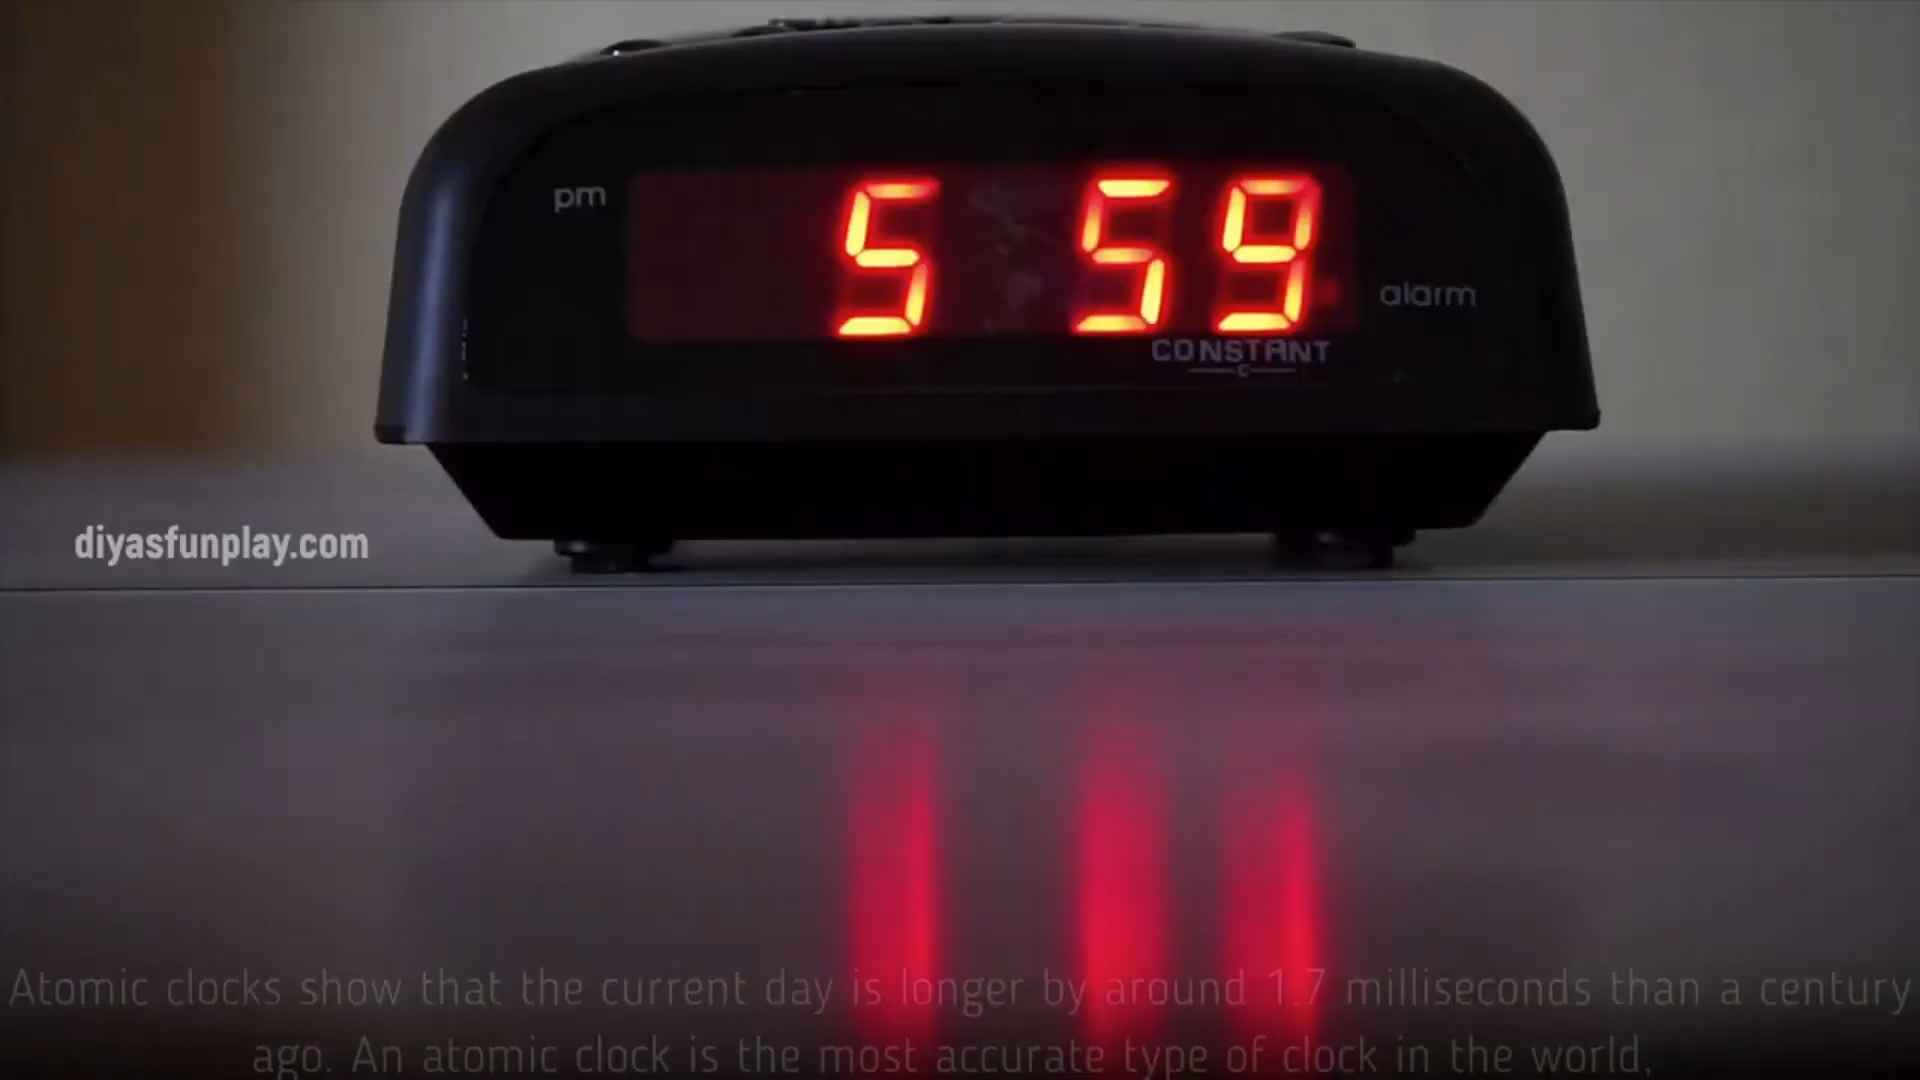 pm
5 59
alarm
CONSTANT
C
diyasfunplay.com
Atomic clocks show that the current day is longer by around 1.7 milliseconds than a century
ago. An atomic clock is the most accurate type of clock in the world,